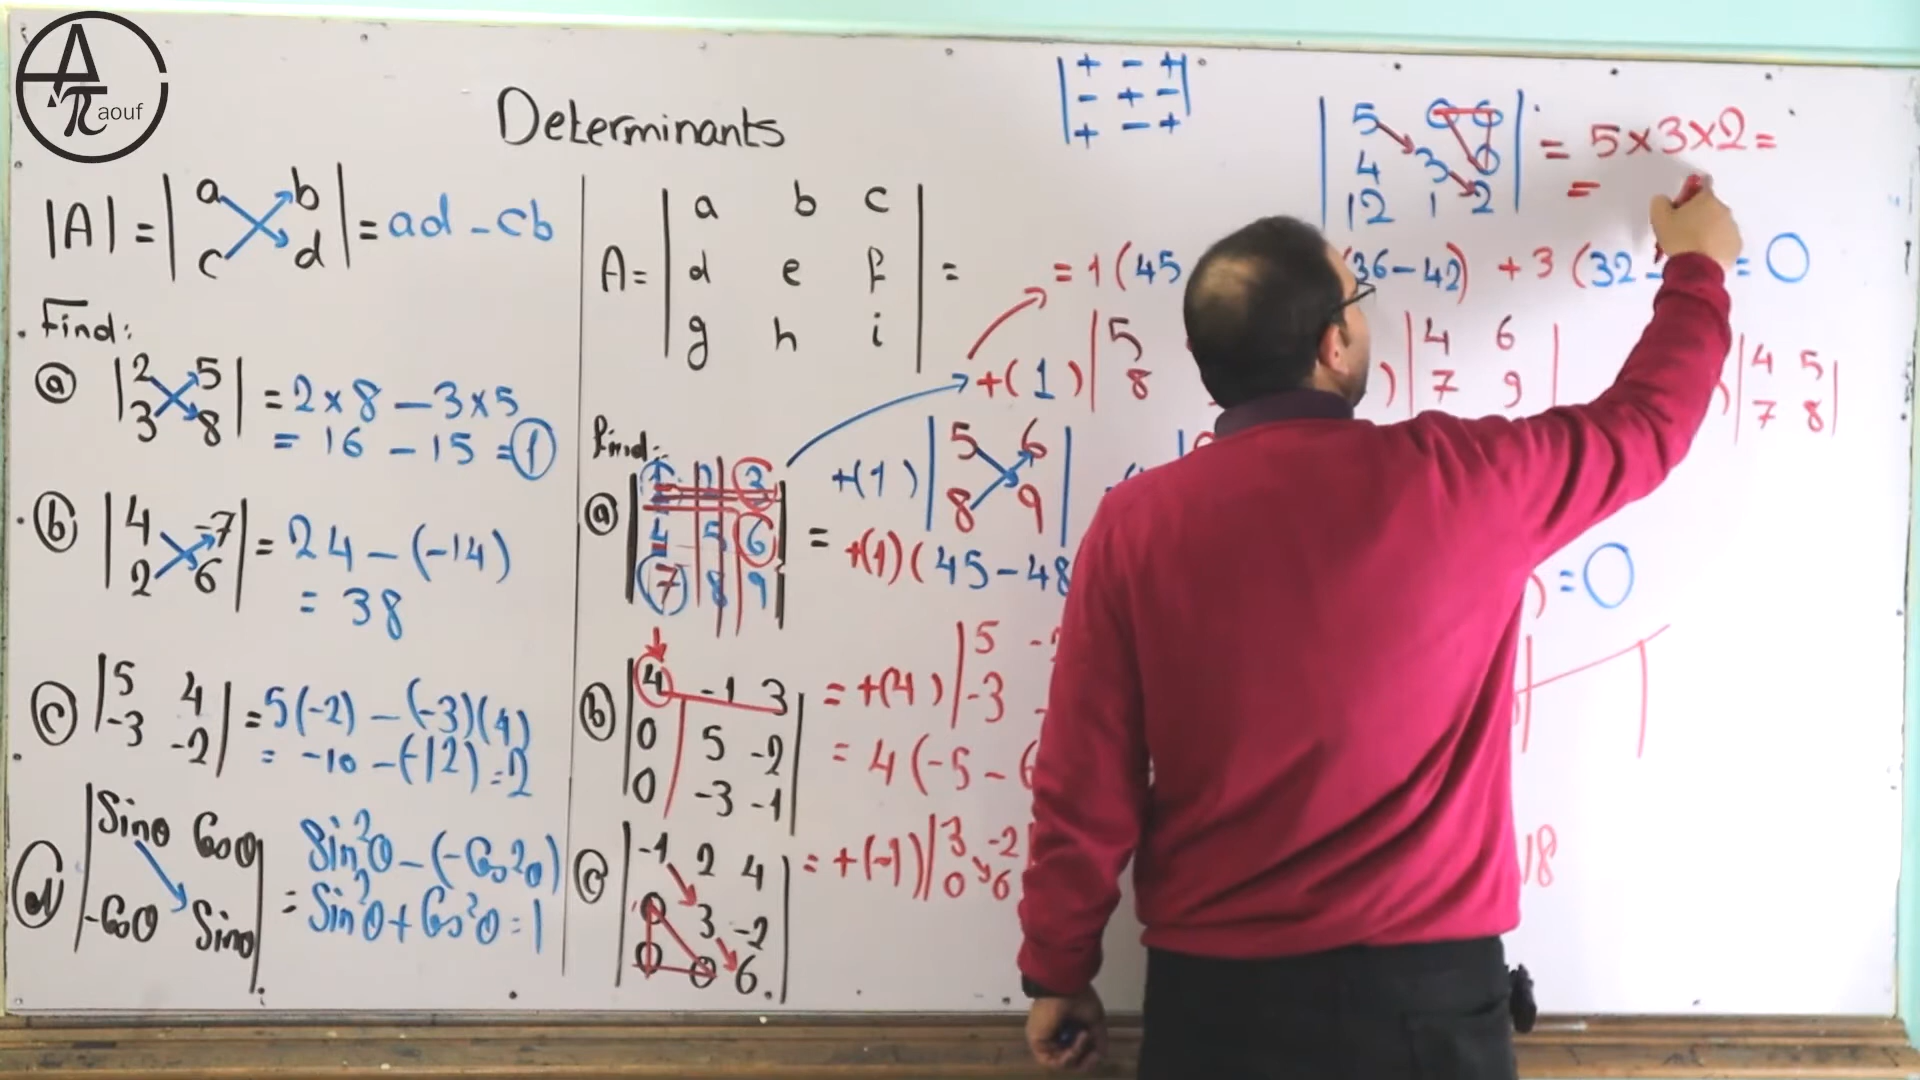 Aπaouf
Determinants
|A| = | a b |
| c d | = ad - cb
. Find:
ⓐ | 2 5 |
| 3 8 | = 2 × 8 - 3 × 5
= 16 - 15 = 1
ⓑ | 4 -7 |
| 2 6 | = 24 - (-14)
= 38
ⓒ | 5 4 |
| -3 -2 | = 5(-2) - (-3)(4)
= -10 - (-12) = 2
ⓓ | Sinθ Cosθ |
| -Cosθ Sinθ | = Sin²θ - (-Cos²θ)
= Sin²θ + Cos²θ = 1
A = | a b c |
| d e f |
| g h i | =
Find:
ⓐ | 1 2 3 |
| 4 5 6 |
| 7 8 9 | = +(1) | 5 6 |
| 8 9 |
+(1)(45 - 48
= 0
ⓑ | 4 -1 3 |
| 0 5 -2 |
| 0 -3 -1 | = +(4) | 5
| -3
= 4(-5 -
ⓒ | -1 2 4 |
| 0 3 -2 |
| 0 0 6 | = +(-1) | 3 -2
| 0 6
18
| + - + |
| - + - |
| + - + |
| 5 0 0 |
| 4 3 0 |
| 12 1 2 | = 5×3×2 =
=
= 1 (45 (36 - 42) + 3 (32 - = 0
+(1) | 5
| 8
) | 4 6 |
| 7 9 |
) | 4 5 |
| 7 8 |